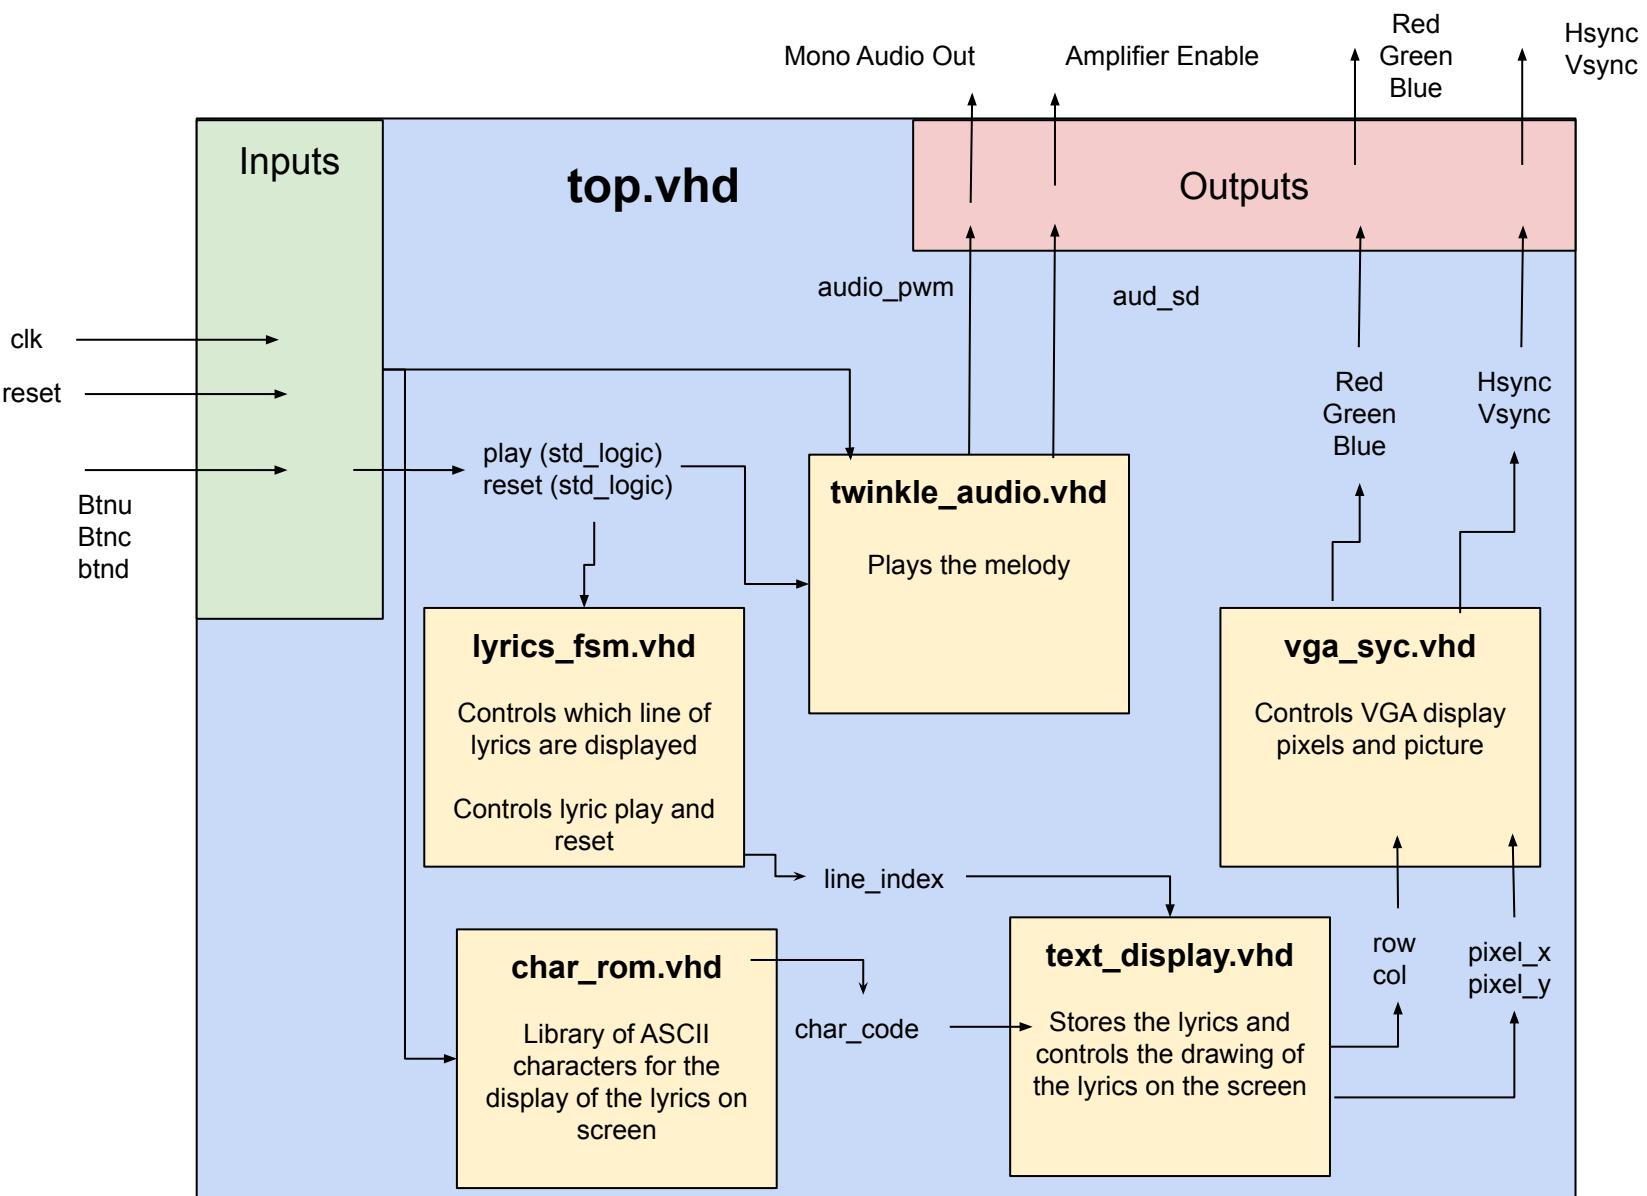 Mono Audio Out
Amplifier Enable
Red
Green
Blue
Hsync
Vsync
Inputs
top.vhd
Outputs
audio_pwm
aud_sd
clk
reset
Btnu
Btnc
btnd
play (std_logic)
reset (std_logic)
Red
Green
Blue
Hsync
Vsync
twinkle_audio.vhd
Plays the melody
lyrics_fsm.vhd
Controls which line of
lyrics are displayed
Controls lyric play and
reset
vga_syc.vhd
Controls VGA display
pixels and picture
line_index
char_rom.vhd
Library of ASCII
characters for the
display of the lyrics on
screen
char_code
text_display.vhd
Stores the lyrics and
controls the drawing of
the lyrics on the screen
row
col
pixel_x
pixel_y